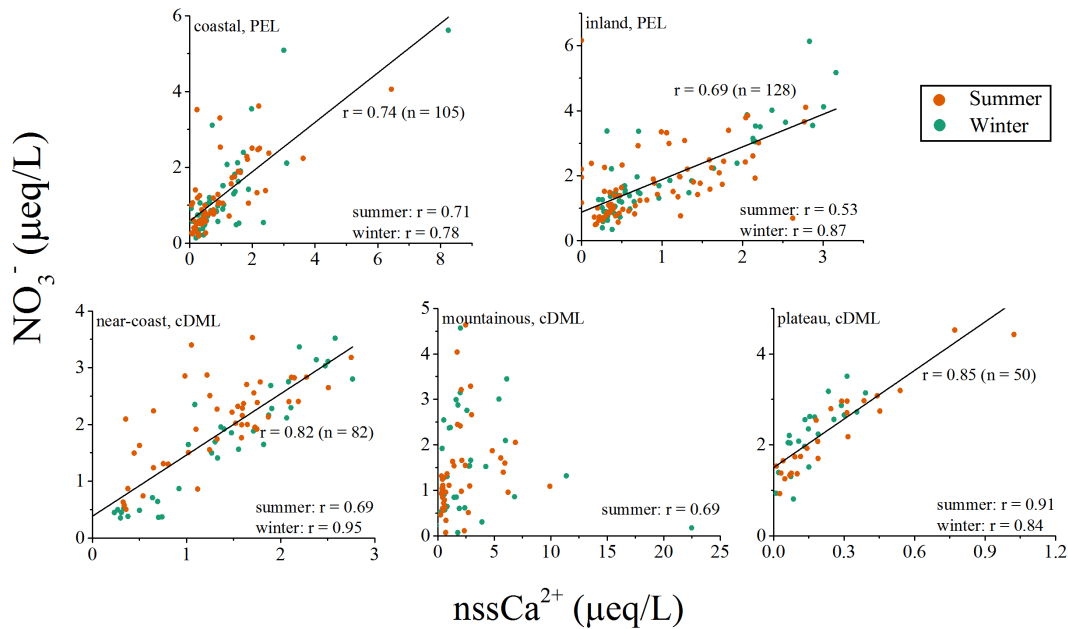 coastal, PEL
6
4
2
0
0 2 4 6 8
r = 0.74 (n = 105)
summer: r = 0.71
winter: r = 0.78
inland, PEL
6
4
2
0
0 1 2 3
r = 0.69 (n = 128)
summer: r = 0.53
winter: r = 0.87
Summer
Winter
NO₃⁻ (μeq/L)
near-coast, cDML
4
3
2
1
0
0 1 2 3
r = 0.82 (n = 82)
summer: r = 0.69
winter: r = 0.95
mountainous, cDML
5
4
3
2
1
0
0 5 10 15 20 25
summer: r = 0.69
plateau, cDML
4
2
0
0.0 0.3 0.6 0.9 1.2
r = 0.85 (n = 50)
summer: r = 0.91
winter: r = 0.84
nssCa²⁺ (μeq/L)